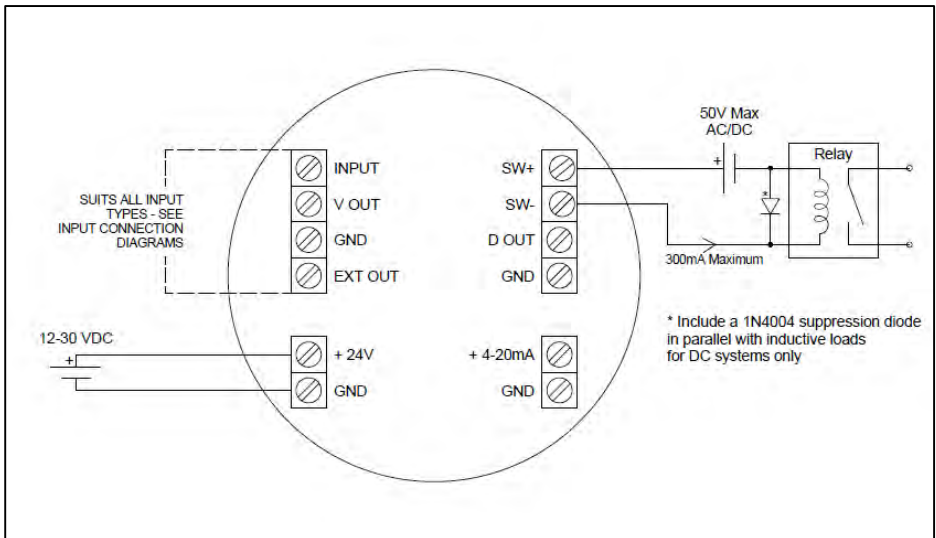 50V Max
AC/DC
+
Relay
INPUT
SW+
SUITS ALL INPUT
TYPES - SEE
INPUT CONNECTION
DIAGRAMS
V OUT
SW-
*
GND
D OUT
300mA Maximum
EXT OUT
GND
* Include a 1N4004 suppression diode
in parallel with inductive loads
for DC systems only
12-30 VDC
+
+ 24V
+ 4-20mA
GND
GND